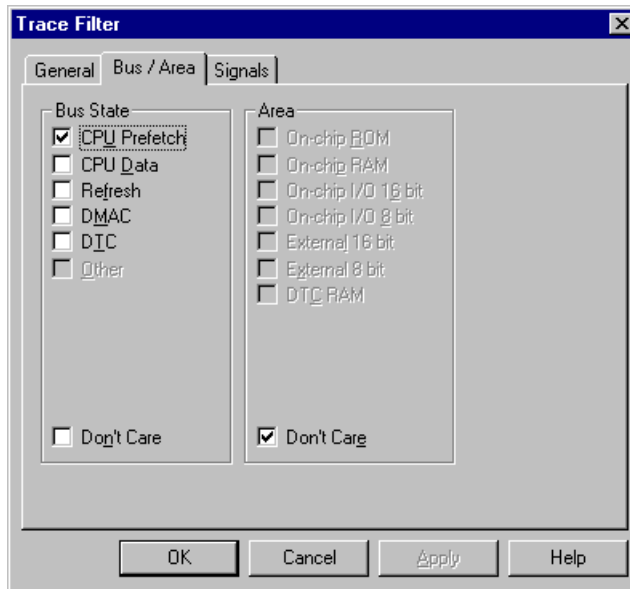 Trace Filter
General
Bus / Area
Signals
Bus State
CPU Prefetch
CPU Data
Refresh
DMAC
DTC
Other
Don't Care
Area
On-chip ROM
On-chip RAM
On-chip I/O 16 bit
On-chip I/O 8 bit
External 16 bit
External 8 bit
DTC RAM
Don't Care
OK
Cancel
Apply
Help